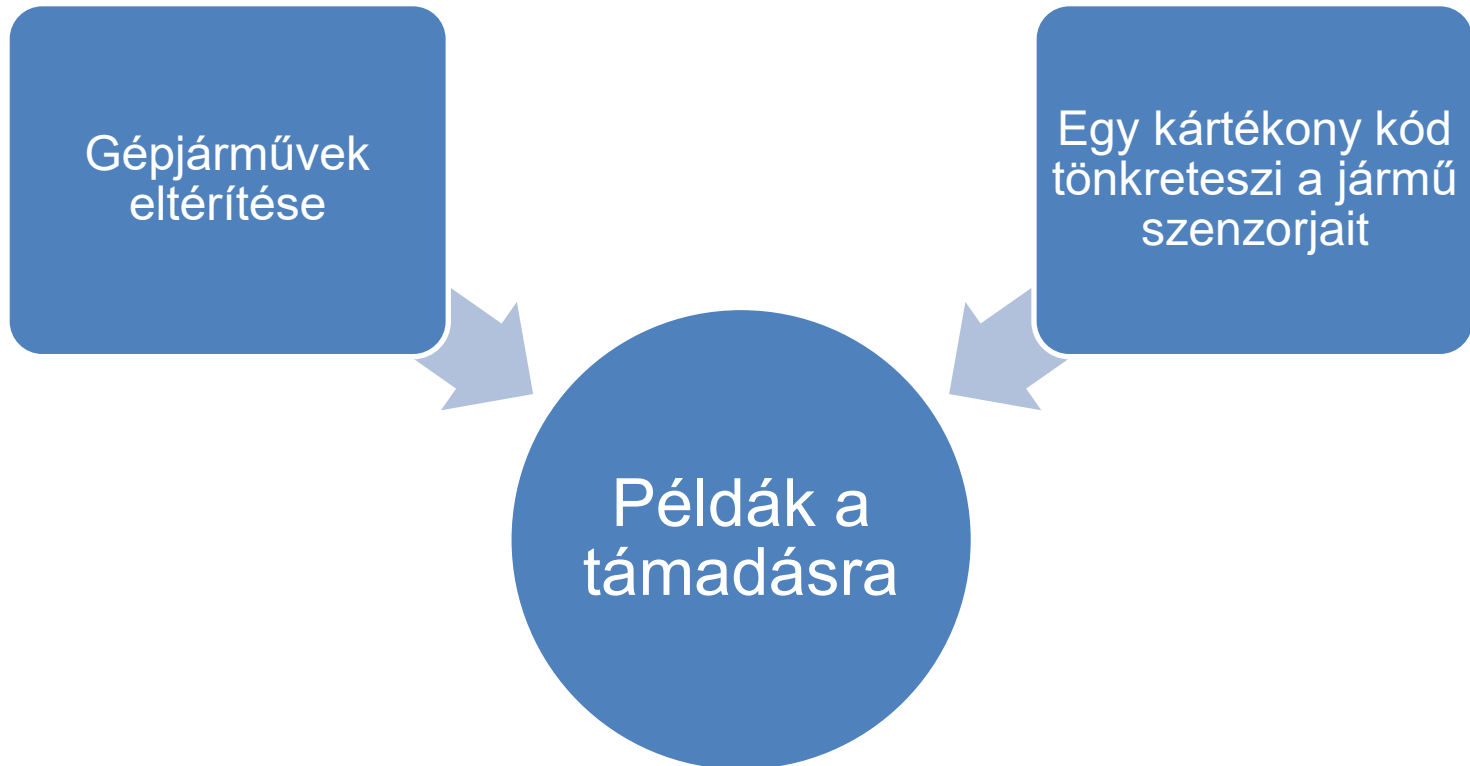 Gépjárművek
eltérítése
Egy kártékony kód
tönkreteszi a jármű
szenzorjait
Példák a
támadásra